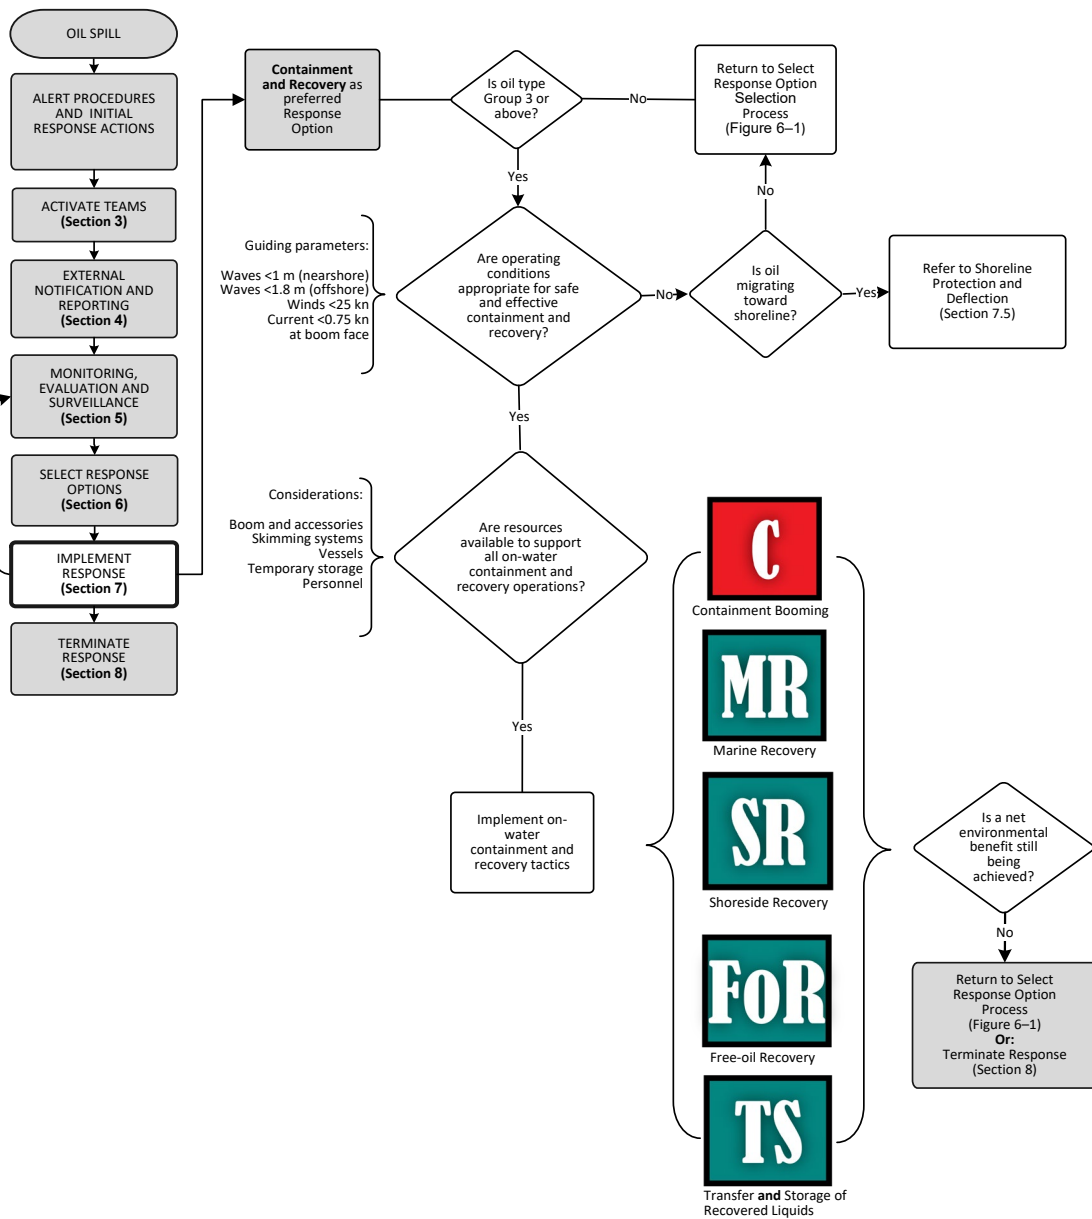 OIL SPILL
ALERT PROCEDURES
AND INITIAL
RESPONSE ACTIONS
ACTIVATE TEAMS
(Section 3)
EXTERNAL
NOTIFICATION AND
REPORTING
(Section 4)
MONITORING,
EVALUATION AND
SURVEILLANCE
(Section 5)
SELECT RESPONSE
OPTIONS
(Section 6)
IMPLEMENT
RESPONSE
(Section 7)
TERMINATE
RESPONSE
(Section 8)
Containment
and Recovery as
preferred
Response
Option
Is oil type
Group 3 or
above?
No
Return to Select
Response Option
Selection
Process
(Figure 6–1)
Yes
Guiding parameters:
Waves <1 m (nearshore)
Waves <1.8 m (offshore)
Winds <25 kn
Current <0.75 kn
at boom face
Are operating
conditions
appropriate for safe
and effective
containment and
recovery?
No
Is oil
migrating
toward
shoreline?
No
Yes
Refer to Shoreline
Protection and
Deflection
(Section 7.5)
Yes
Considerations:
Boom and accessories
Skimming systems
Vessels
Temporary storage
Personnel
Are resources
available to support
all on-water
containment and
recovery operations?
Yes
Implement on-
water
containment and
recovery tactics
C
Containment Booming
MR
Marine Recovery
SR
Shoreside Recovery
FoR
Free-oil Recovery
TS
Transfer and Storage of
Recovered Liquids
Is a net
environmental
benefit still
being
achieved?
No
Return to Select
Response Option
Process
(Figure 6–1)
Or:
Terminate Response
(Section 8)